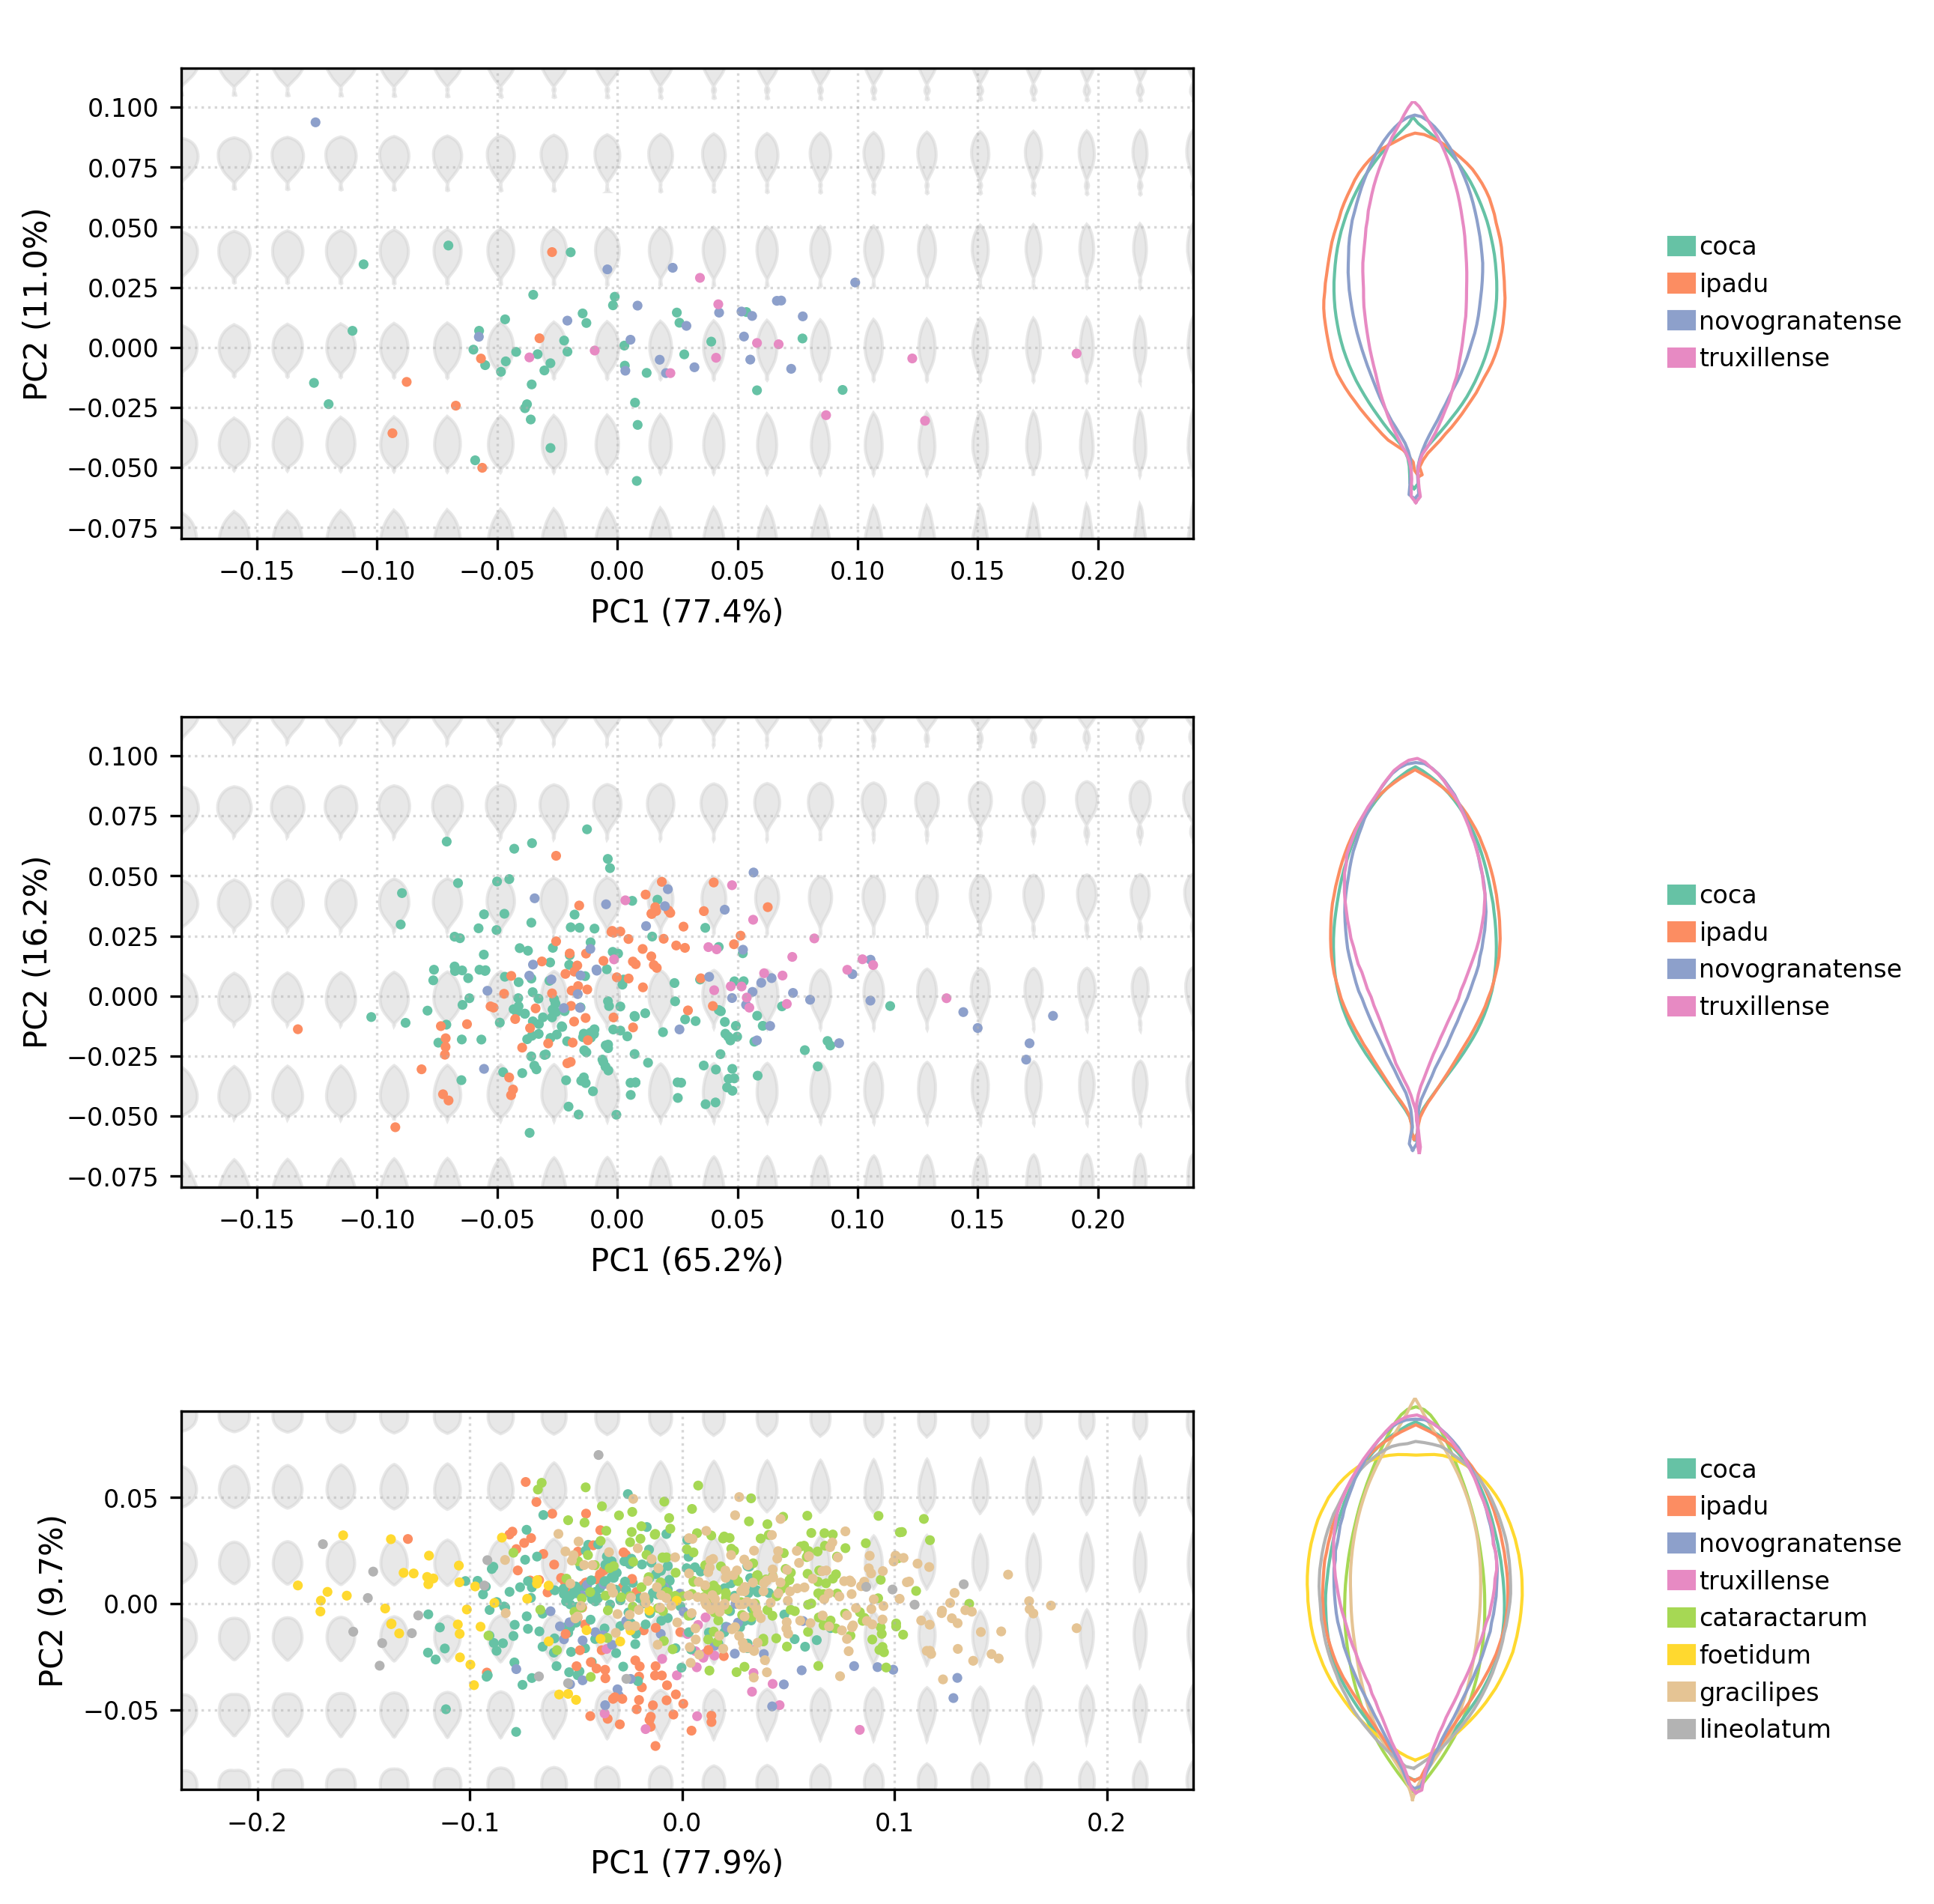 0.100
0.075
0.050
0.025
0.000
−0.025
−0.050
−0.075
PC2 (11.0%)
−0.15 −0.10 −0.05 0.00 0.05 0.10 0.15 0.20
PC1 (77.4%)
coca
ipadu
novogranatense
truxillense
0.100
0.075
0.050
0.025
0.000
−0.025
−0.050
−0.075
PC2 (16.2%)
−0.15 −0.10 −0.05 0.00 0.05 0.10 0.15 0.20
PC1 (65.2%)
coca
ipadu
novogranatense
truxillense
0.05
0.00
−0.05
PC2 (9.7%)
−0.2 −0.1 0.0 0.1 0.2
PC1 (77.9%)
coca
ipadu
novogranatense
truxillense
cataractarum
foetidum
gracilipes
lineolatum